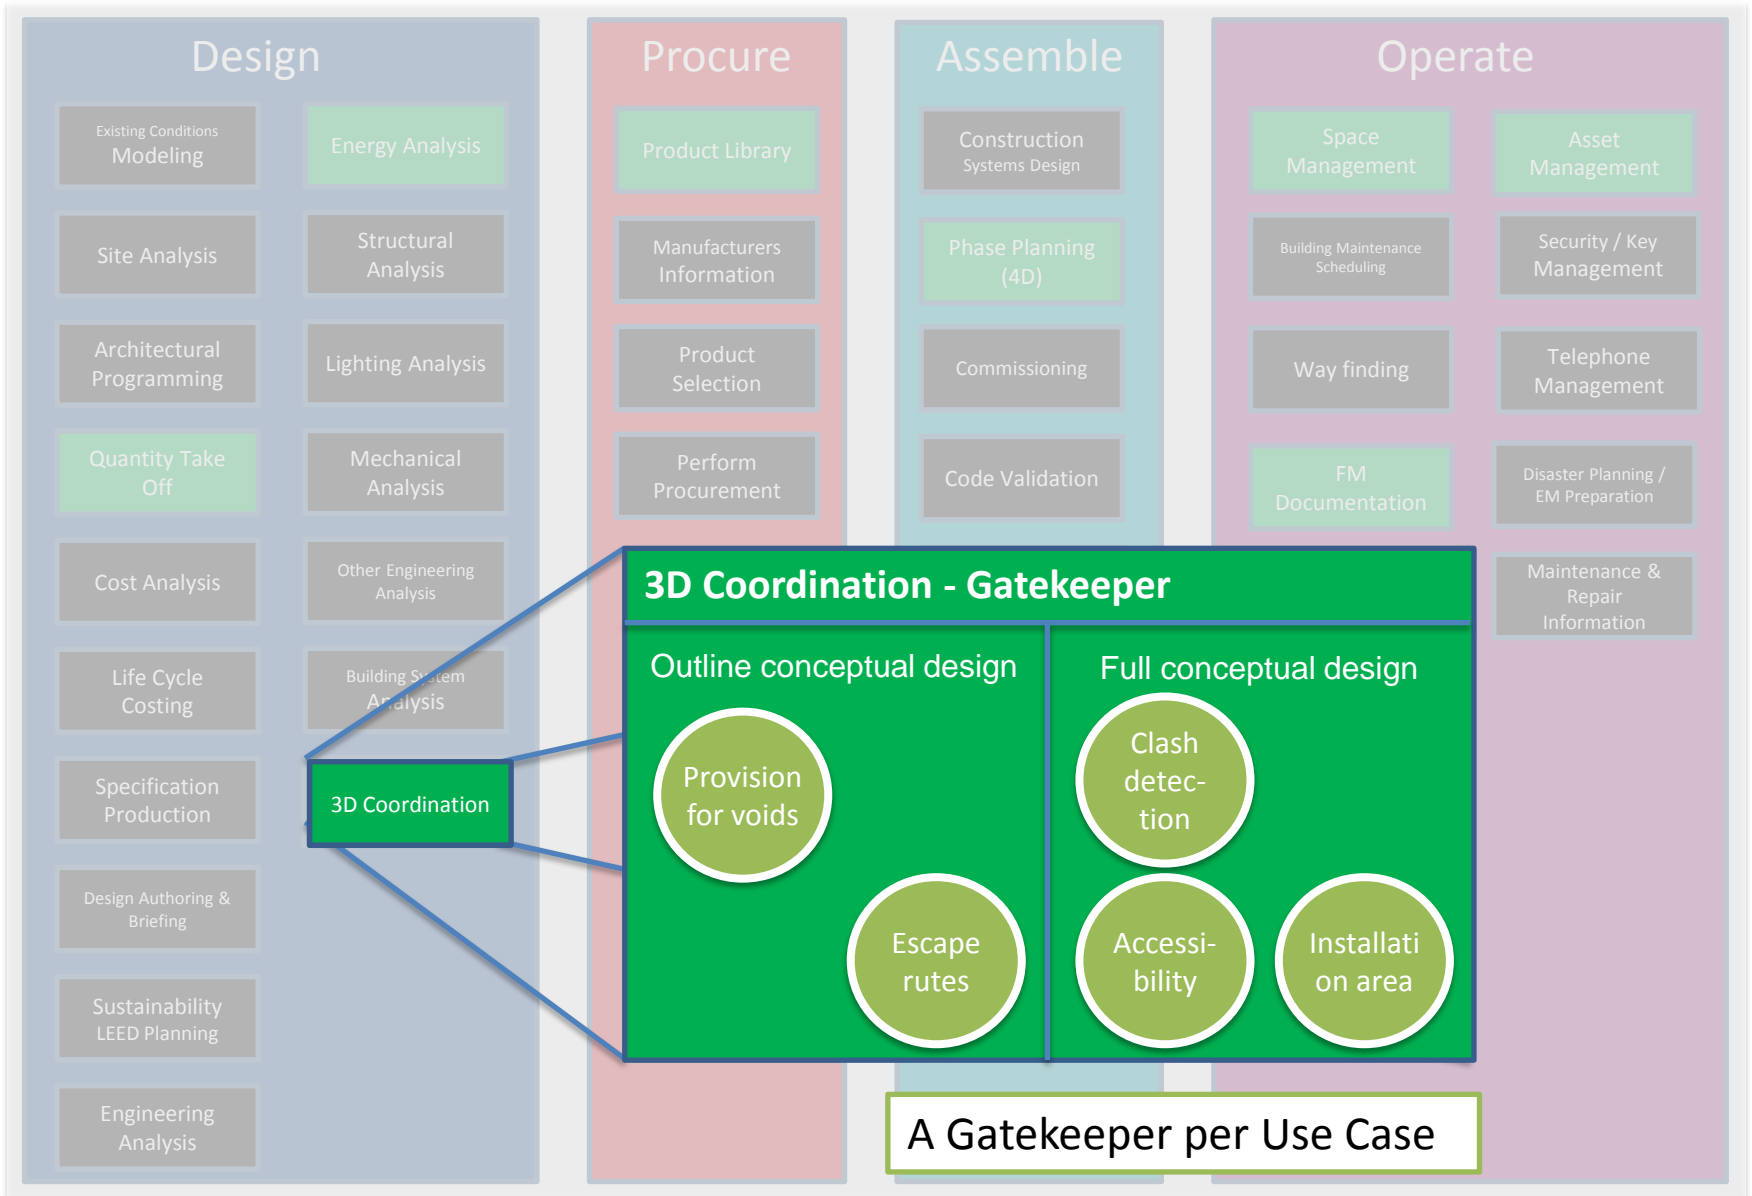 Design
Existing Conditions
Modeling
Site Analysis
Architectural
Programming
Quantity Take
Off
Cost Analysis
Life Cycle
Costing
Specification
Production
Design Authoring &
Briefing
Sustainability
LEED Planning
Engineering
Analysis
Energy Analysis
Structural
Analysis
Lighting Analysis
Mechanical
Analysis
Other Engineering
Analysis
Building System
Analysis
3D Coordination
Procure
Product Library
Manufacturers
Information
Product
Selection
Perform
Procurement
Assemble
Construction
Systems Design
Phase Planning
(4D)
Commissioning
Code Validation
Operate
Space
Management
Building Maintenance
Scheduling
Way finding
FM
Documentation
Asset
Management
Security / Key
Management
Telephone
Management
Disaster Planning /
EM Preparation
Maintenance &
Repair
Information
3D Coordination - Gatekeeper
Outline conceptual design
Provision
for voids
Escape
rutes
Full conceptual design
Clash
detec-
tion
Accessi-
bility
Installati
on area
A Gatekeeper per Use Case